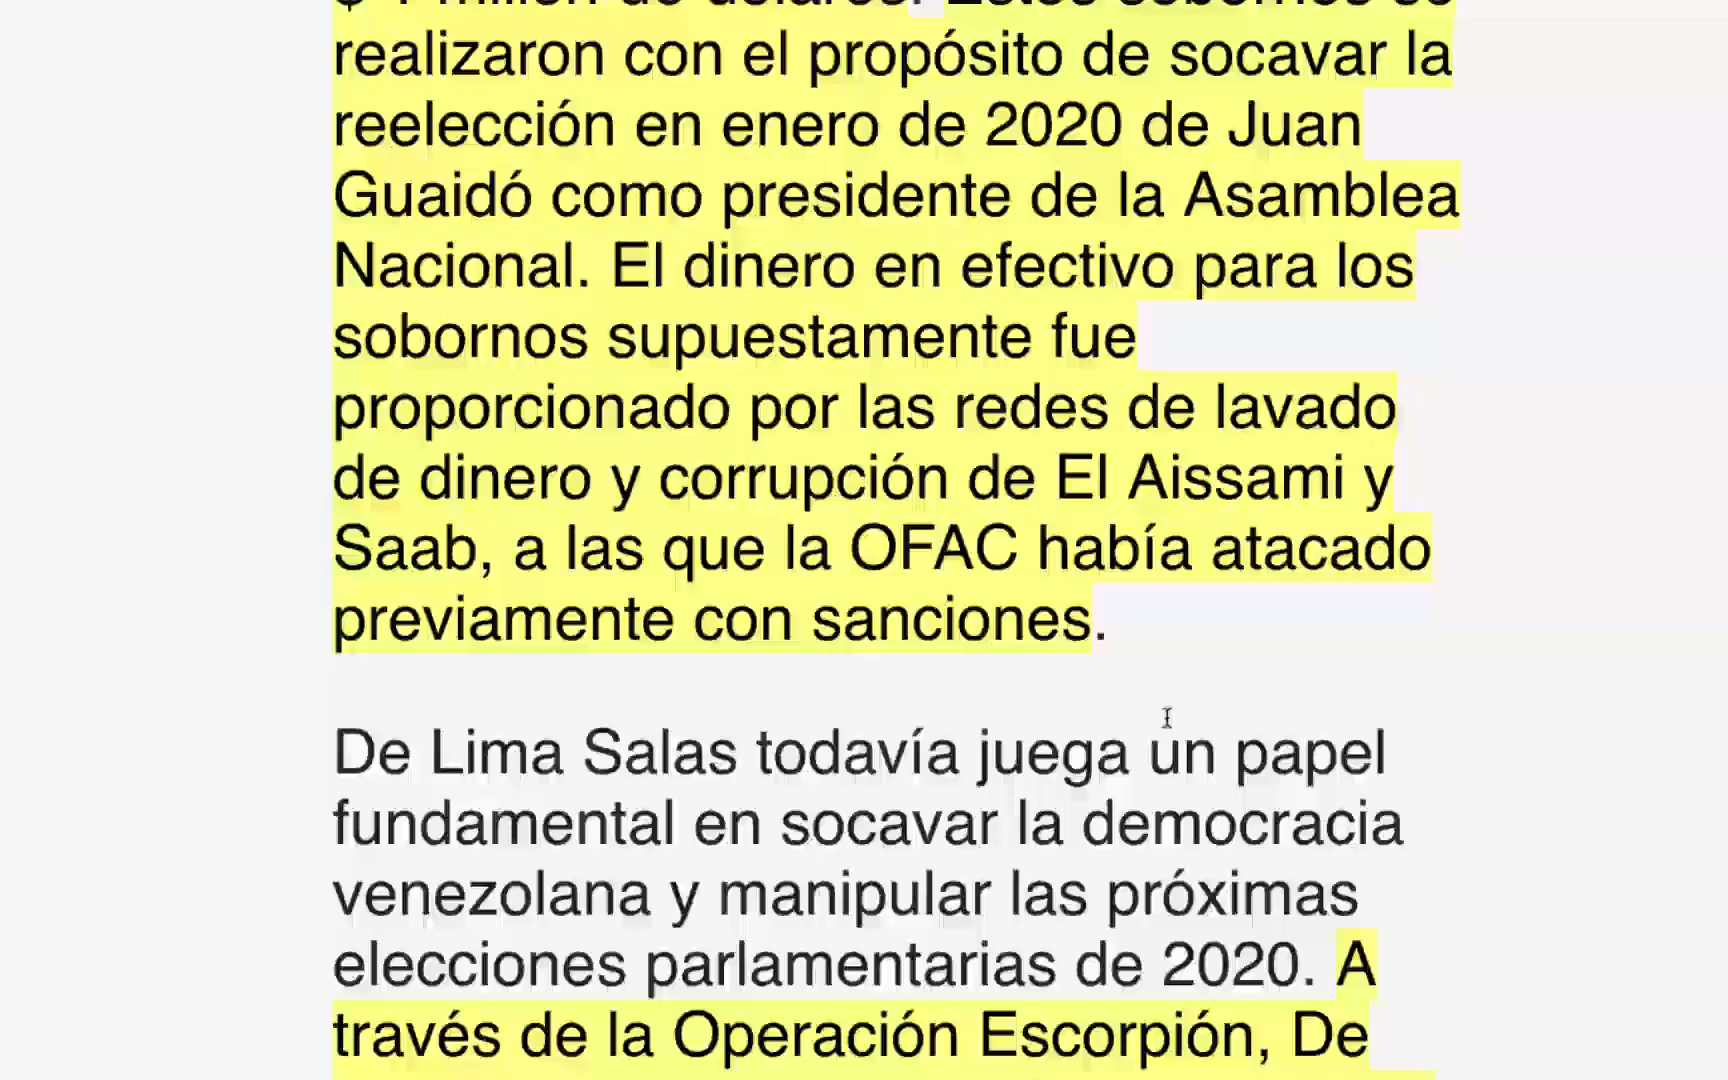 realizaron con el propósito de socavar la
reelección en enero de 2020 de Juan
Guaidó como presidente de la Asamblea
Nacional. El dinero en efectivo para los
sobornos supuestamente fue
proporcionado por las redes de lavado
de dinero y corrupción de El Aissami y
Saab, a las que la OFAC había atacado
previamente con sanciones.
De Lima Salas todavía juega un papel
fundamental en socavar la democracia
venezolana y manipular las próximas
elecciones parlamentarias de 2020. A
través de la Operación Escorpión, De